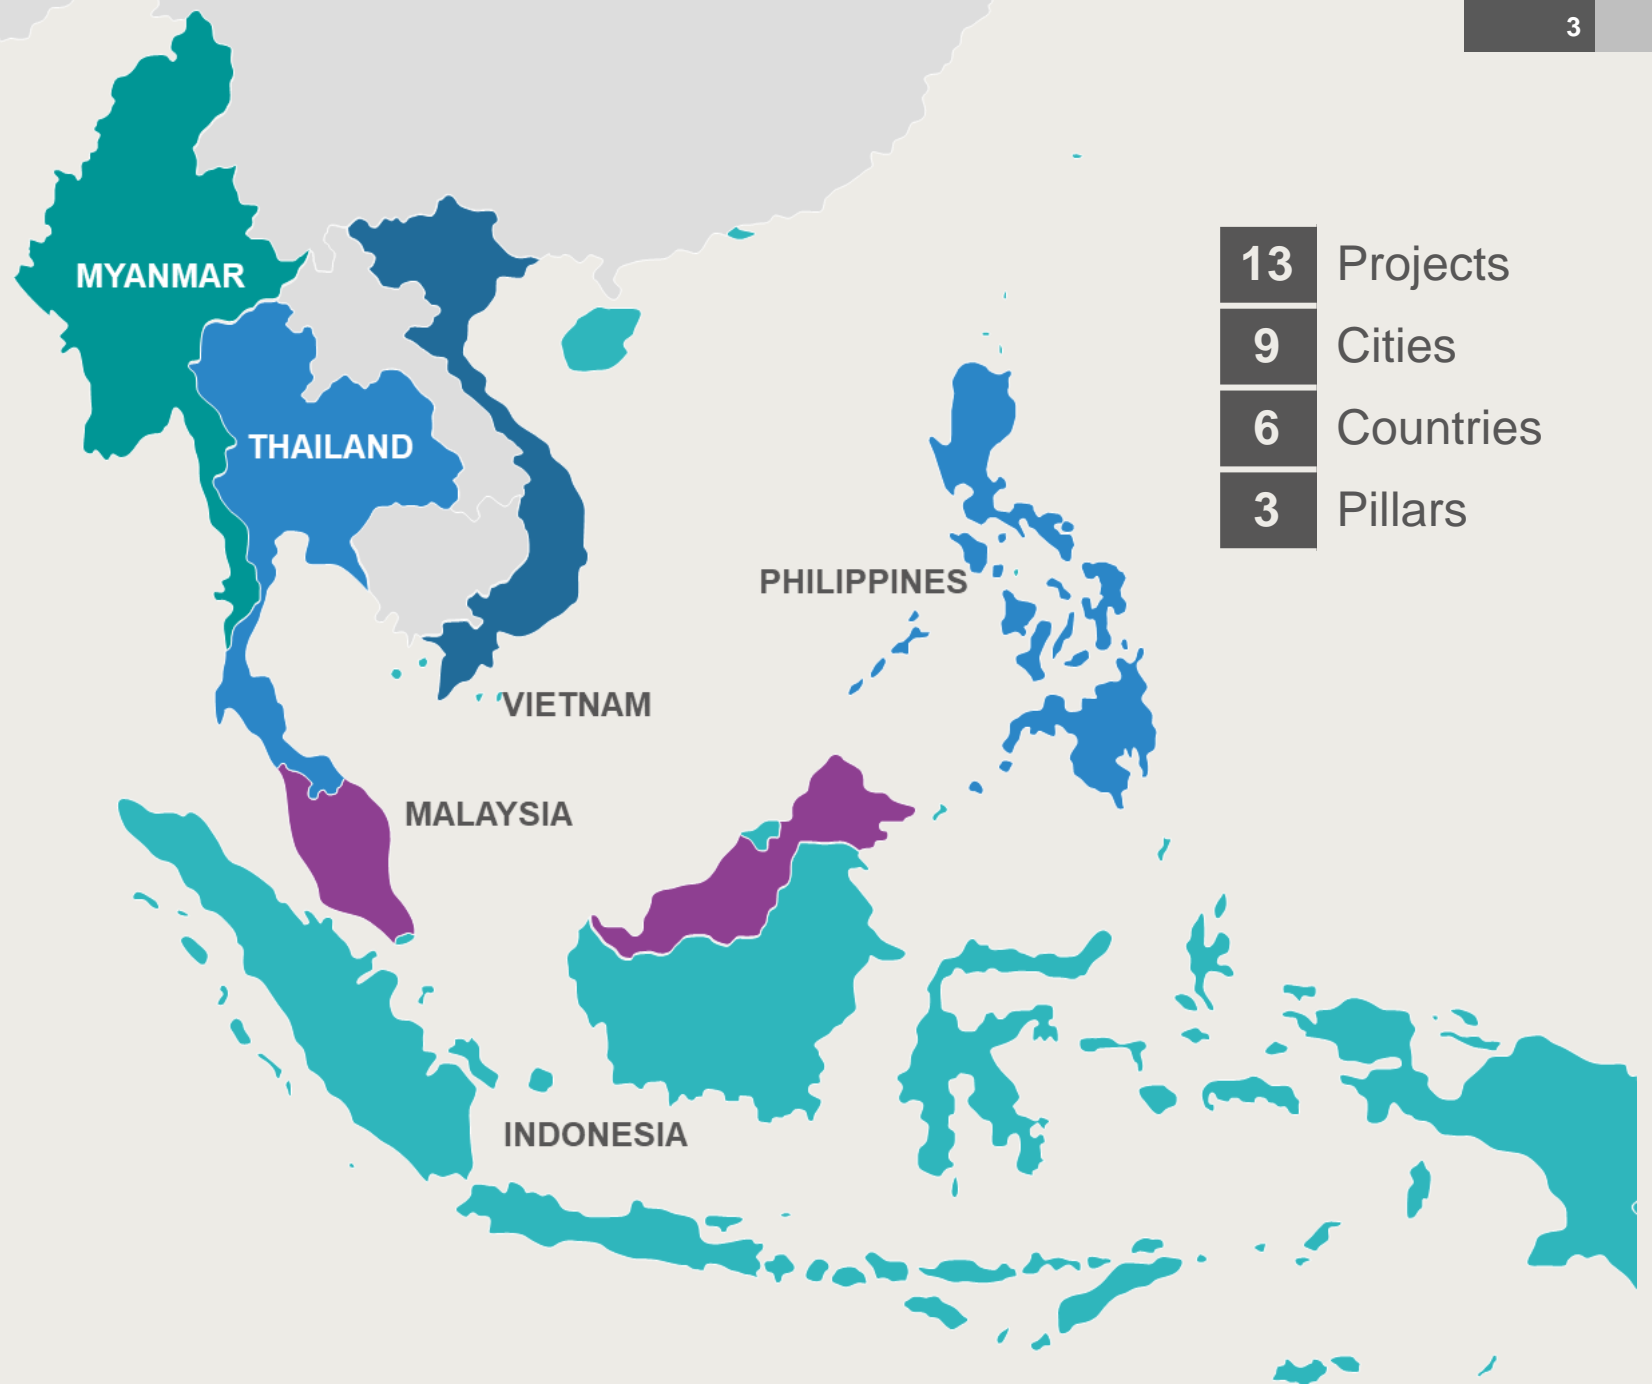 3
MYANMAR
THAILAND
PHILIPPINES
VIETNAM
MALAYSIA
INDONESIA
13 Projects
9 Cities
6 Countries
3 Pillars